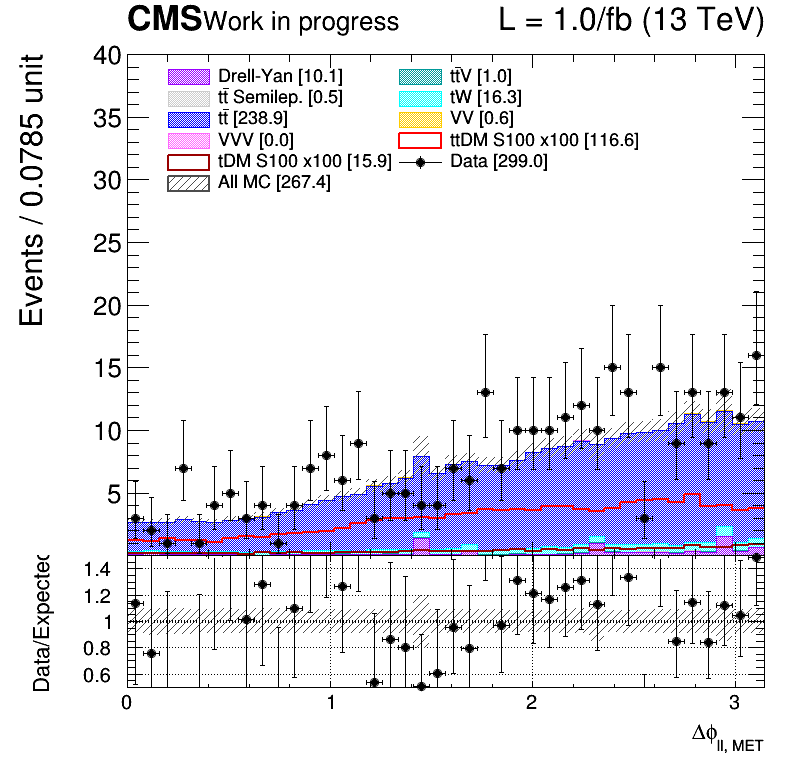 CMS Work in progress L = 1.0/fb (13 TeV)
Events / 0.0785 unit
40
35
30
25
20
15
10
5
Drell-Yan [10.1]
tt̄V [1.0]
tt̄ Semilep. [0.5]
tW [16.3]
tt̄ [238.9]
VV [0.6]
VVV [0.0]
ttDM S100 x100 [116.6]
tDM S100 x100 [15.9]
Data [299.0]
All MC [267.4]
Data/Expected
1.4
1.2
1
0.8
0.6
0 1 2 3
Δϕll, MET